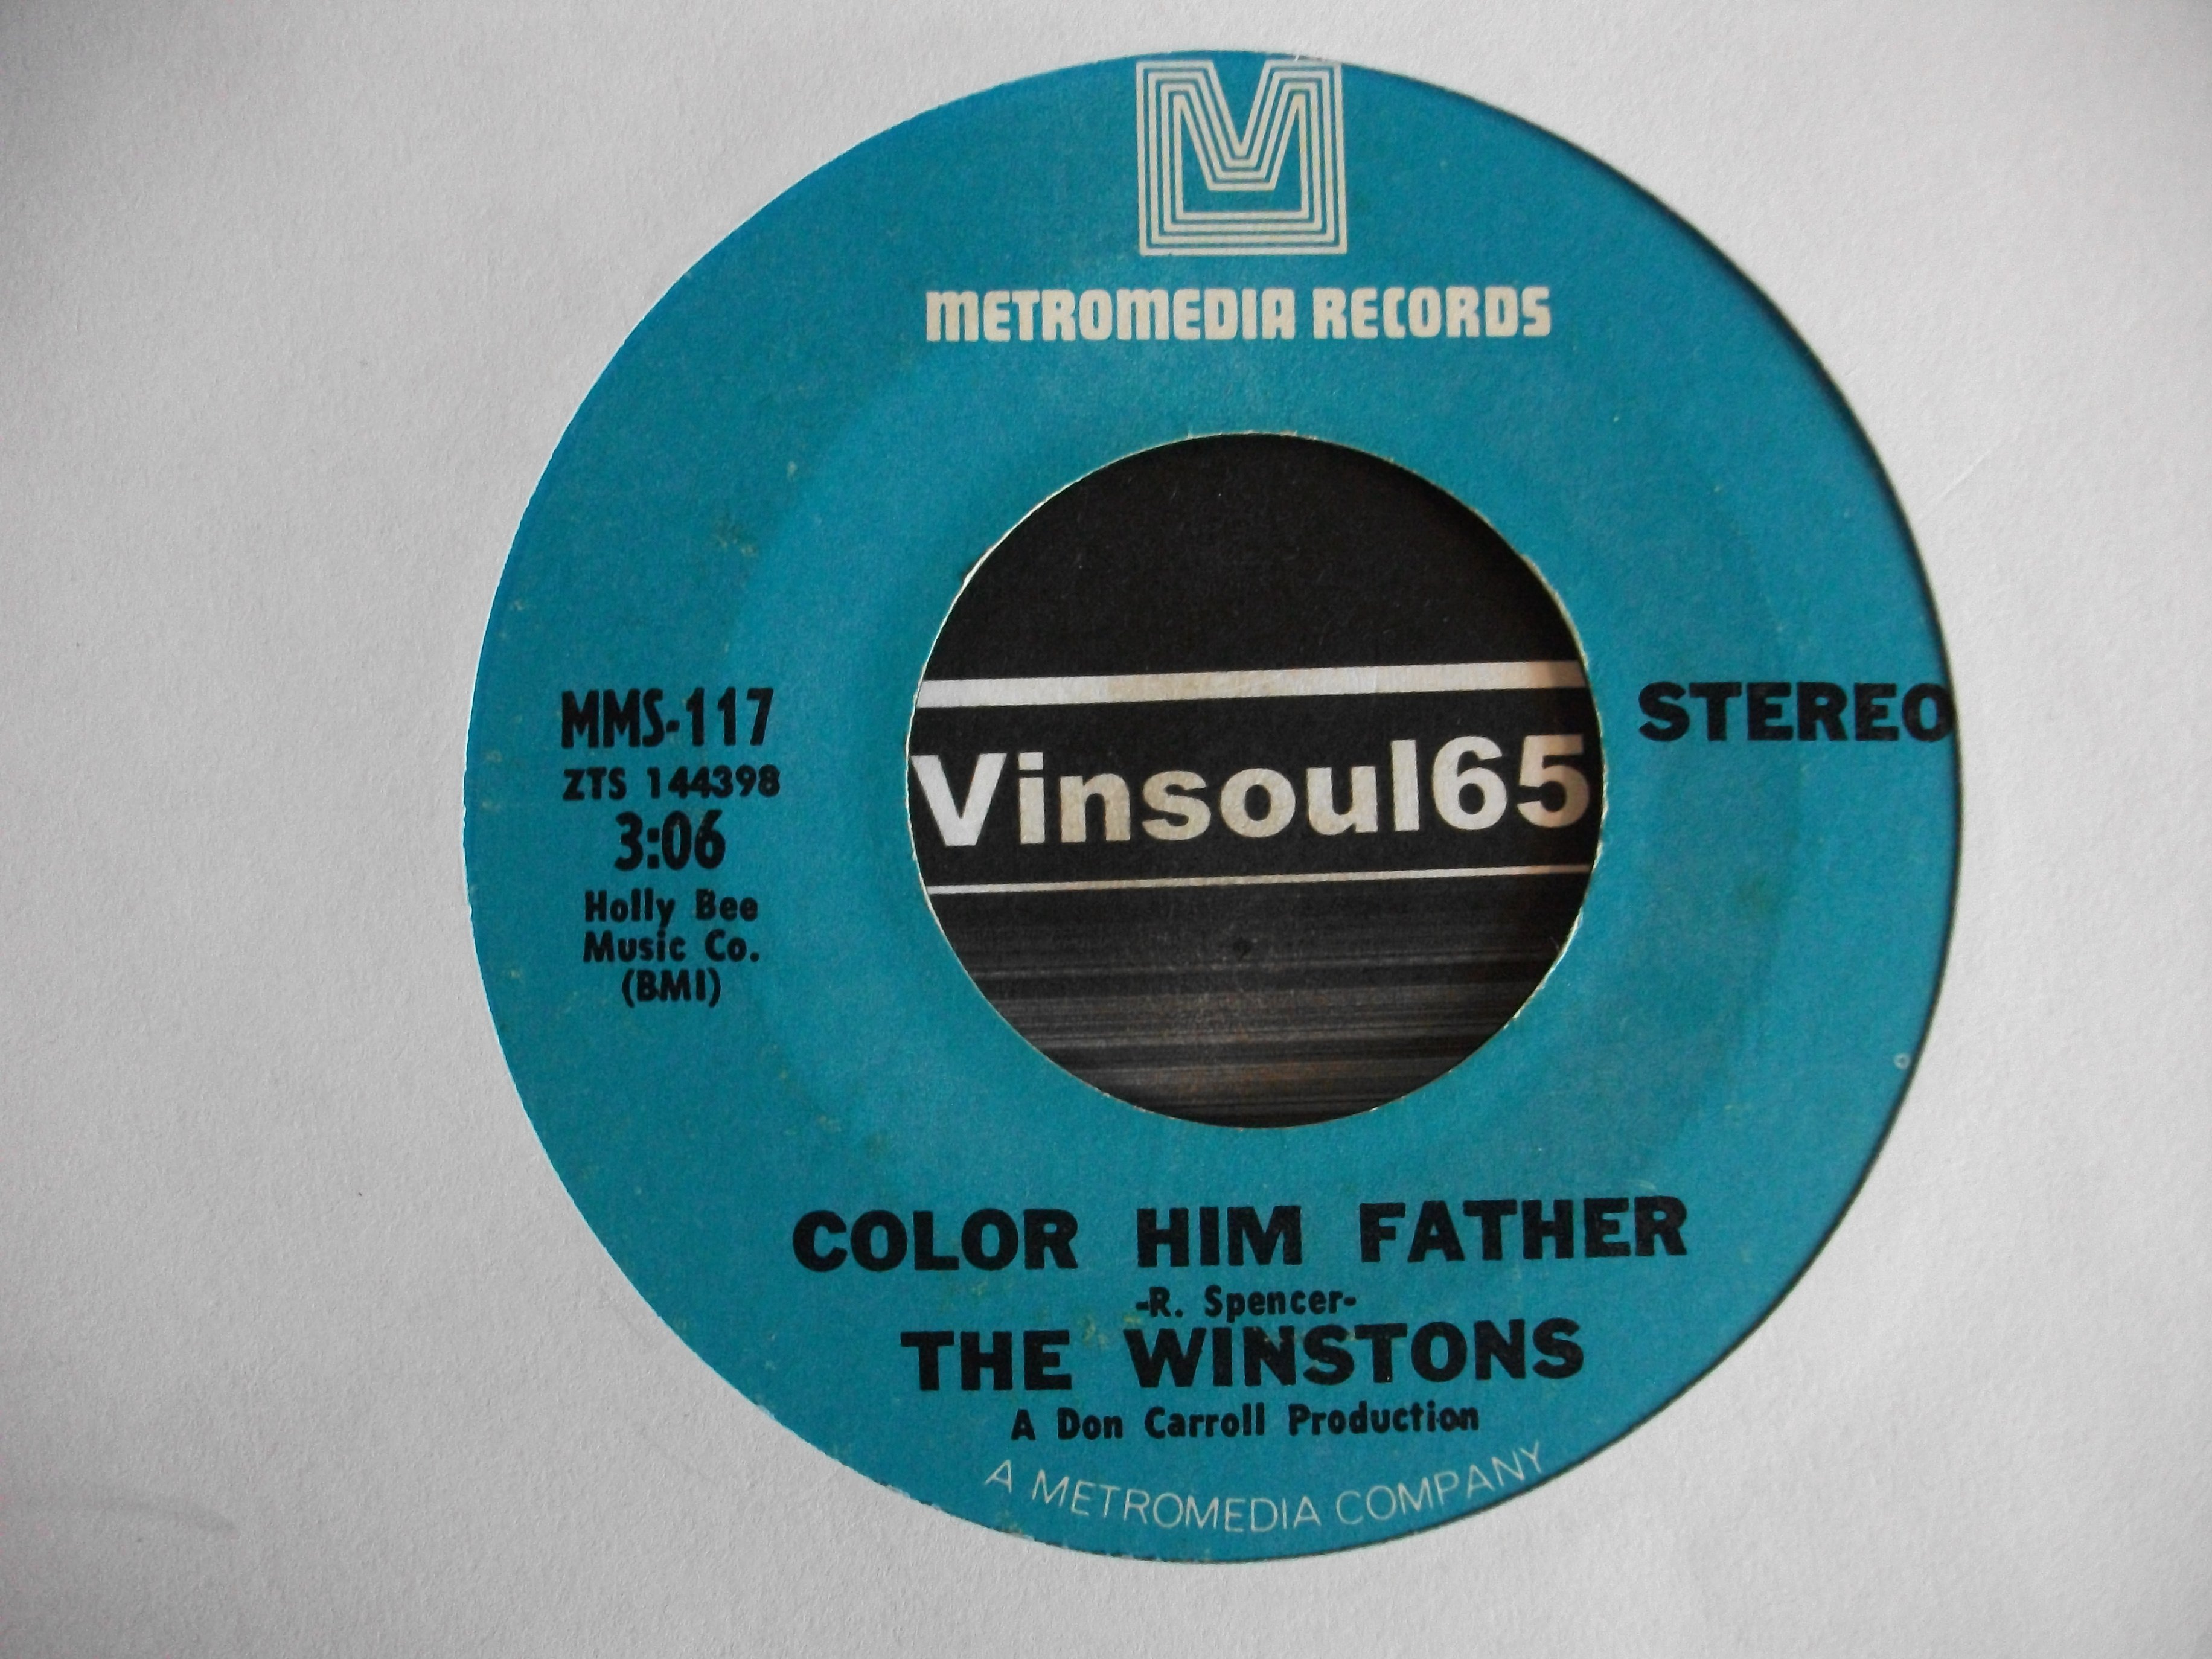 METROMEDIA RECORDS
MMS-117
ZTS 144398
3:06
Holly Bee
Music Co.
(BMI)
Vinsoul65
STEREO
COLOR HIM FATHER
-R. Spencer-
THE WINSTONS
A Don Carroll Production
A METROMEDIA COMPANY